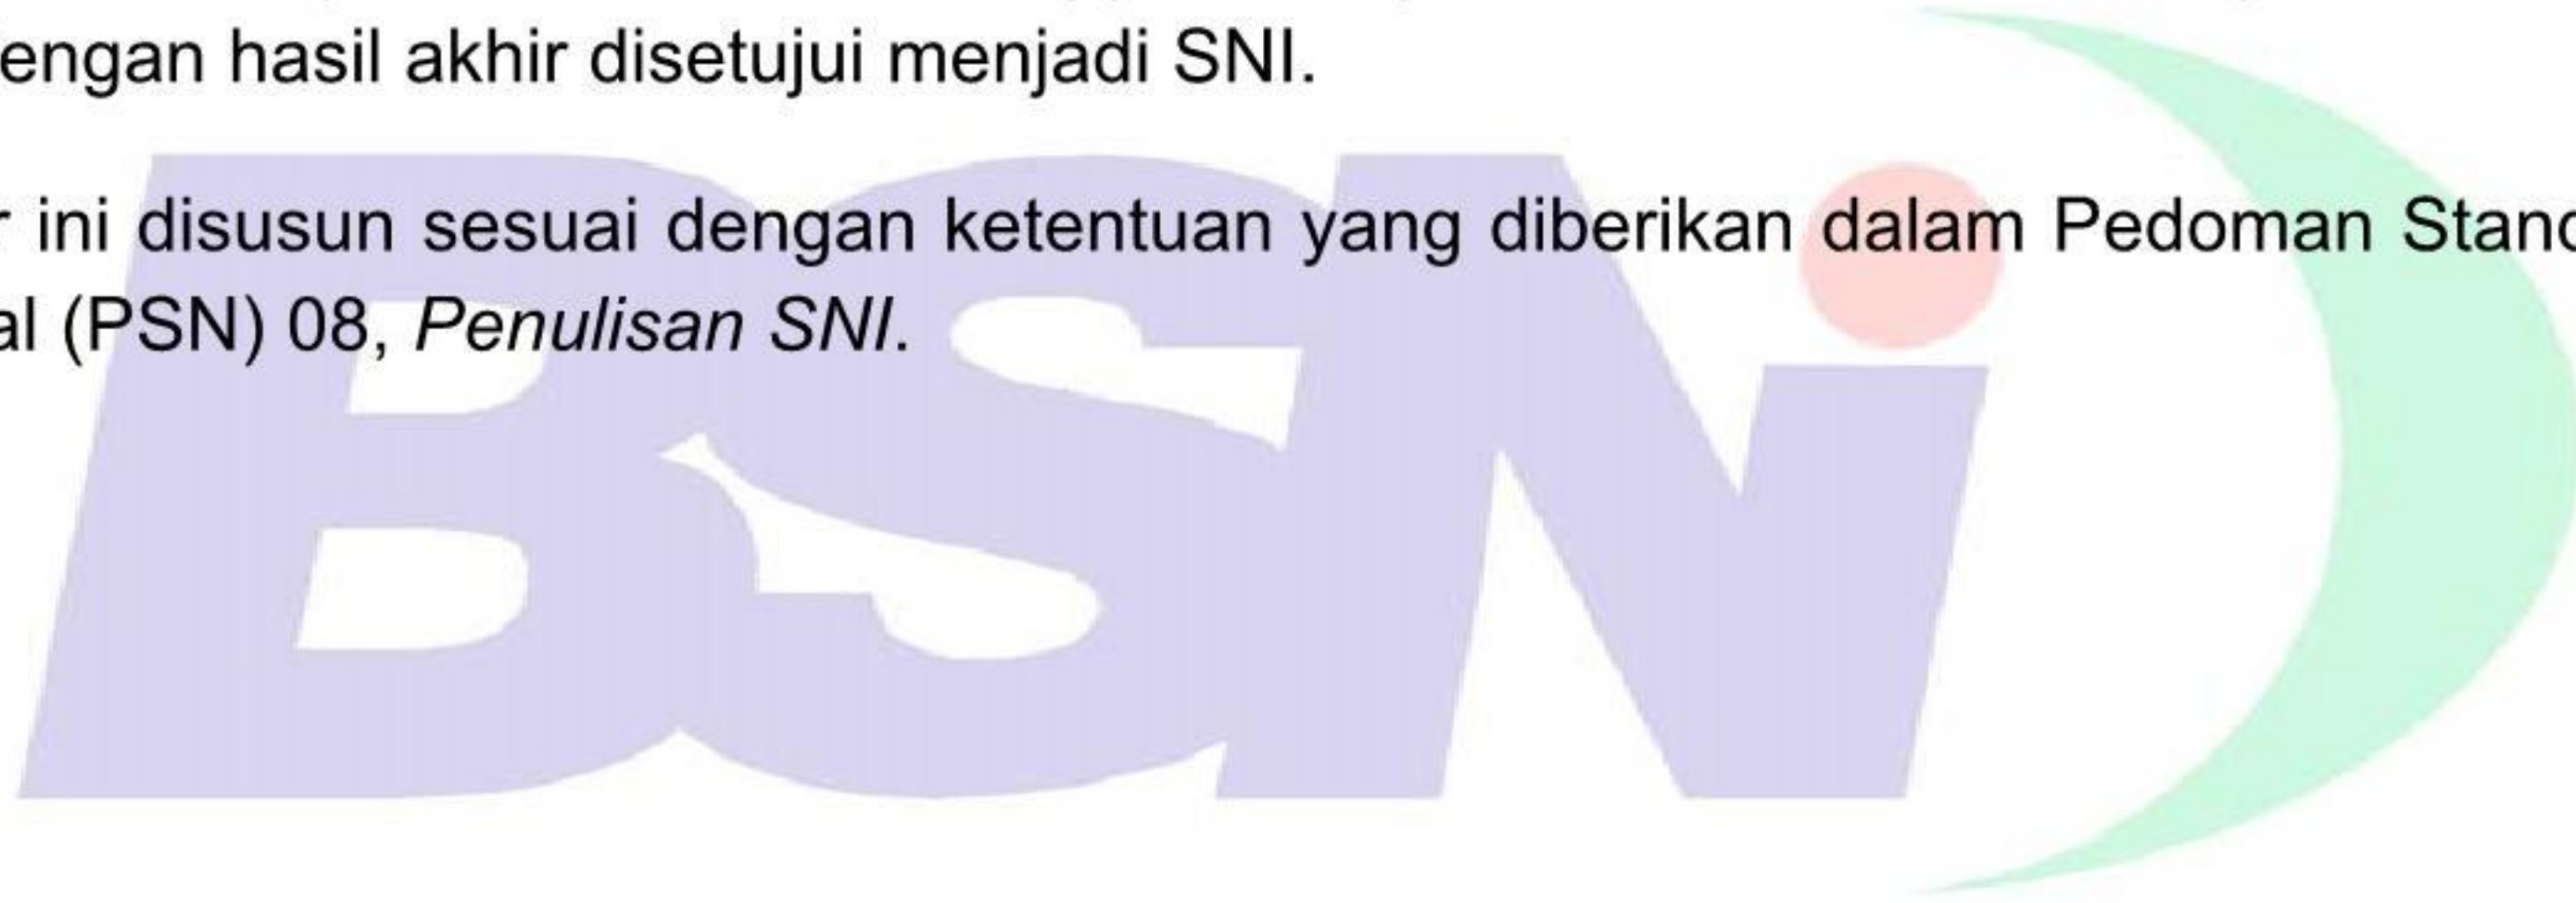 engan hasil akhir disetujui menjadi SNI.
r ini disusun sesuai dengan ketentuan yang diberikan dalam Pedoman Stand
al (PSN) 08, Penulisan SNI.
BSNi